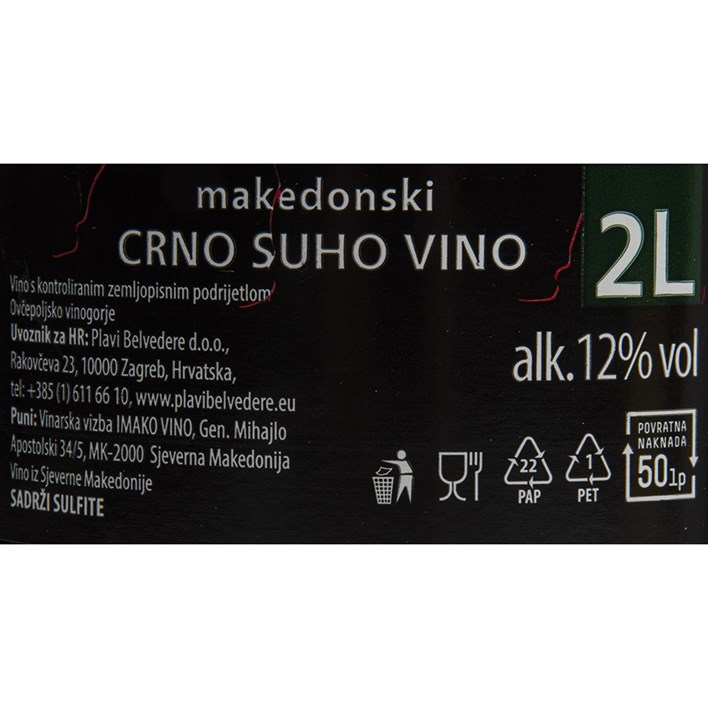 makedonski
CRNO SUHO VINO
2L
Vino s kontroliranim zemljopisnim podrijetlom
Ovčepoljsko vinogorje
Uvoznik za HR: Plavi Belvedere d.o.o.,
Rakovčeva 23, 10000 Zagreb, Hrvatska,
tel: +385 (1) 611 66 10, www.plavibelvedere.eu
Puni: Vinarska vizba IMAKO VINO, Gen. Mihajlo
Apostolski 34/5, MK-2000 Sjeverna Makedonija
Vino iz Sjeverne Makedonije
SADRŽI SULFITE
alk. 12% vol
22
PAP
1
PET
POVRATNA
NAKNADA
50lp